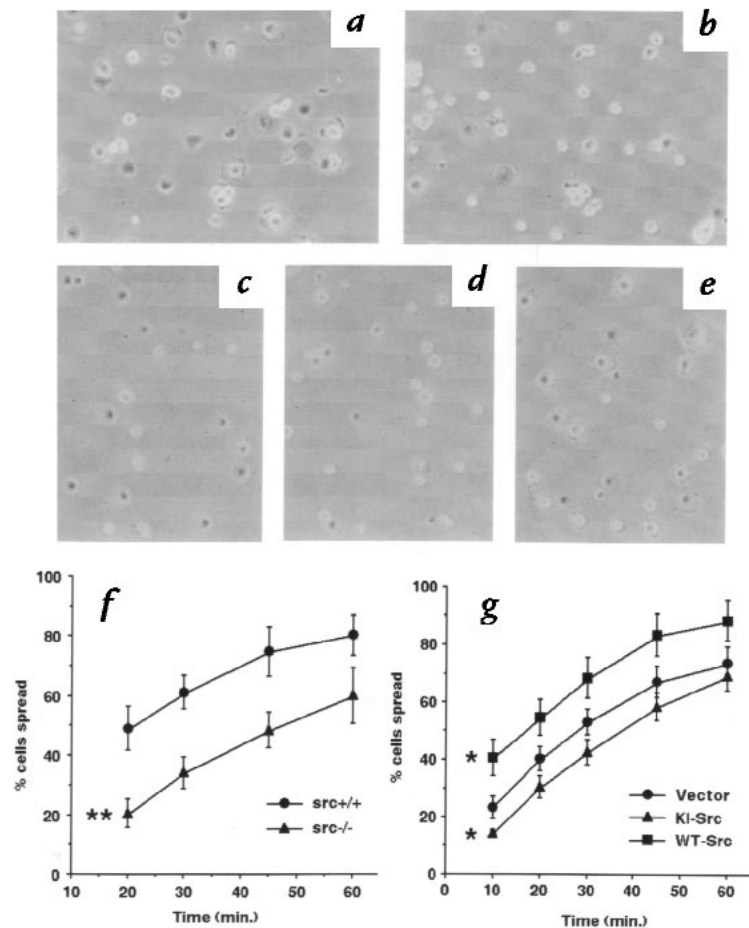 a
b
c
d
e
f
100
80
60
40
20
0
% cells spread
**
src+/+
src-/-
10 20 30 40 50 60
Time (min.)
g
100
80
60
40
20
0
% cells spread
*
*
Vector
KI-Src
WT-Src
0 10 20 30 40 50 60
Time (min.)